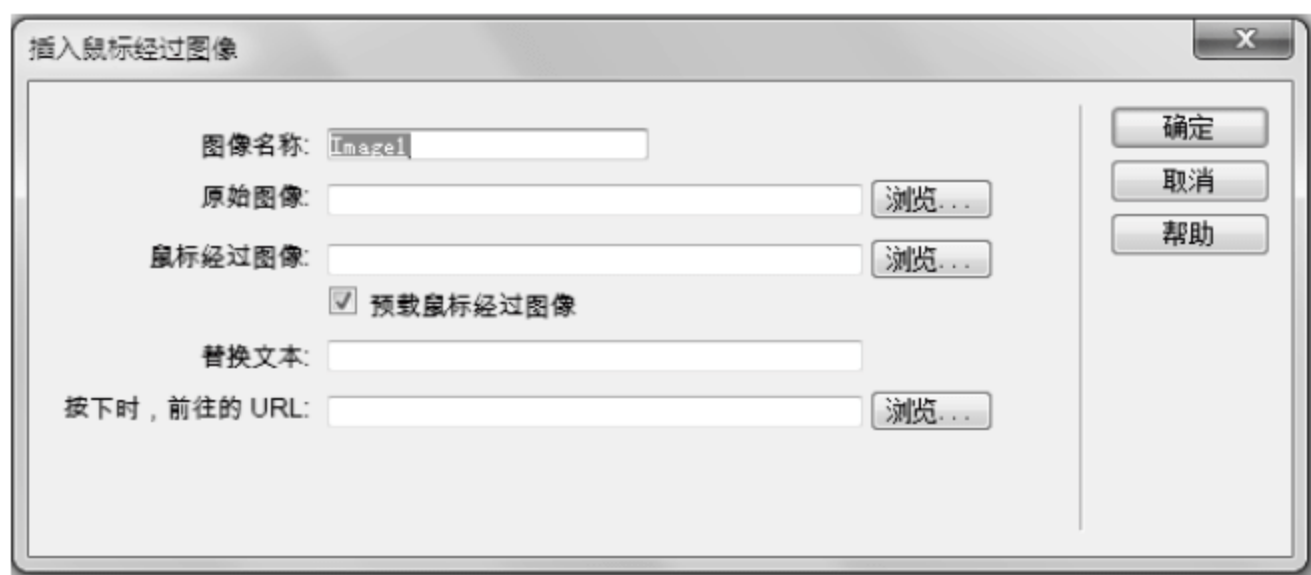 插入鼠标经过图像
图像名称: Image1
确定
原始图像: 浏览...
取消
鼠标经过图像: 浏览...
帮助
预载鼠标经过图像
替换文本:
按下时，前往的 URL: 浏览...